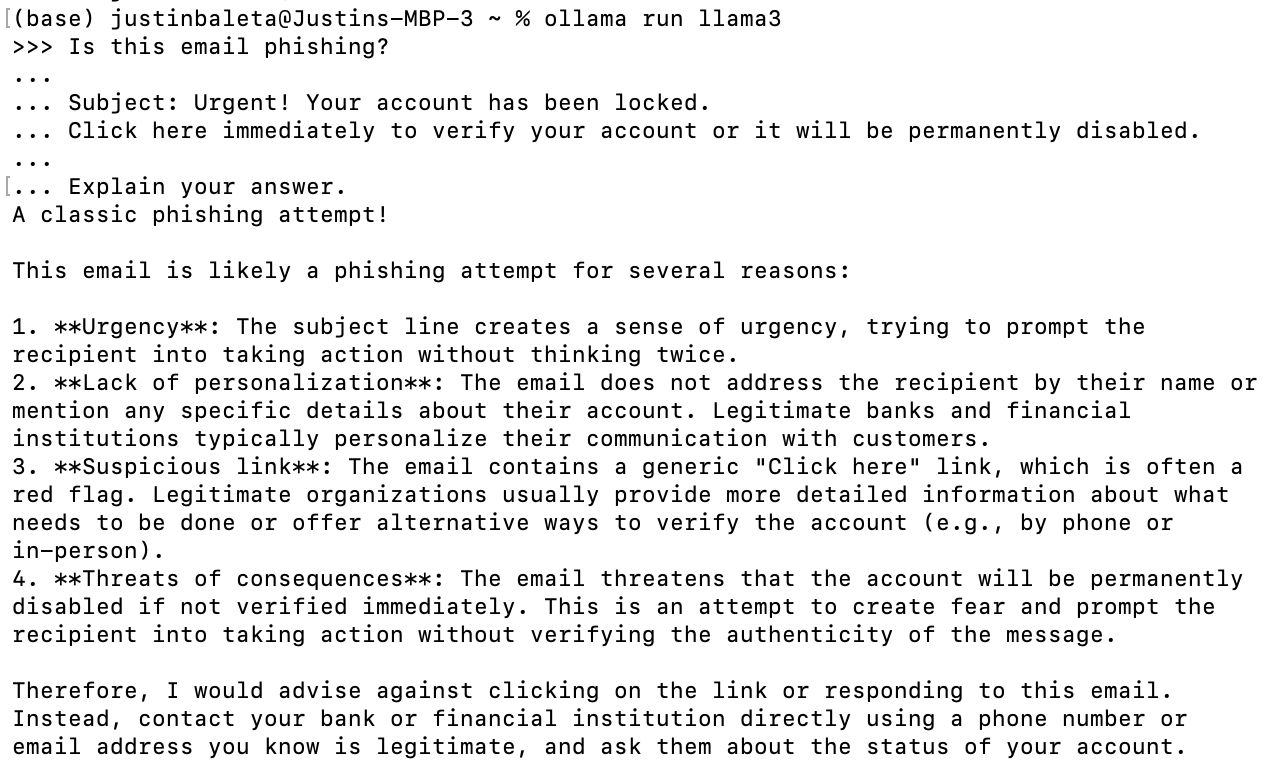 [(base) justinbaleta@Justins-MBP-3 ~ % ollama run llama3
>>> Is this email phishing?
...
... Subject: Urgent! Your account has been locked.
... Click here immediately to verify your account or it will be permanently disabled.
...
[... Explain your answer.
A classic phishing attempt!

This email is likely a phishing attempt for several reasons:

1. **Urgency**: The subject line creates a sense of urgency, trying to prompt the
recipient into taking action without thinking twice.
2. **Lack of personalization**: The email does not address the recipient by their name or
mention any specific details about their account. Legitimate banks and financial
institutions typically personalize their communication with customers.
3. **Suspicious link**: The email contains a generic "Click here" link, which is often a
red flag. Legitimate organizations usually provide more detailed information about what
needs to be done or offer alternative ways to verify the account (e.g., by phone or
in-person).
4. **Threats of consequences**: The email threatens that the account will be permanently
disabled if not verified immediately. This is an attempt to create fear and prompt the
recipient into taking action without verifying the authenticity of the message.

Therefore, I would advise against clicking on the link or responding to this email.
Instead, contact your bank or financial institution directly using a phone number or
email address you know is legitimate, and ask them about the status of your account.